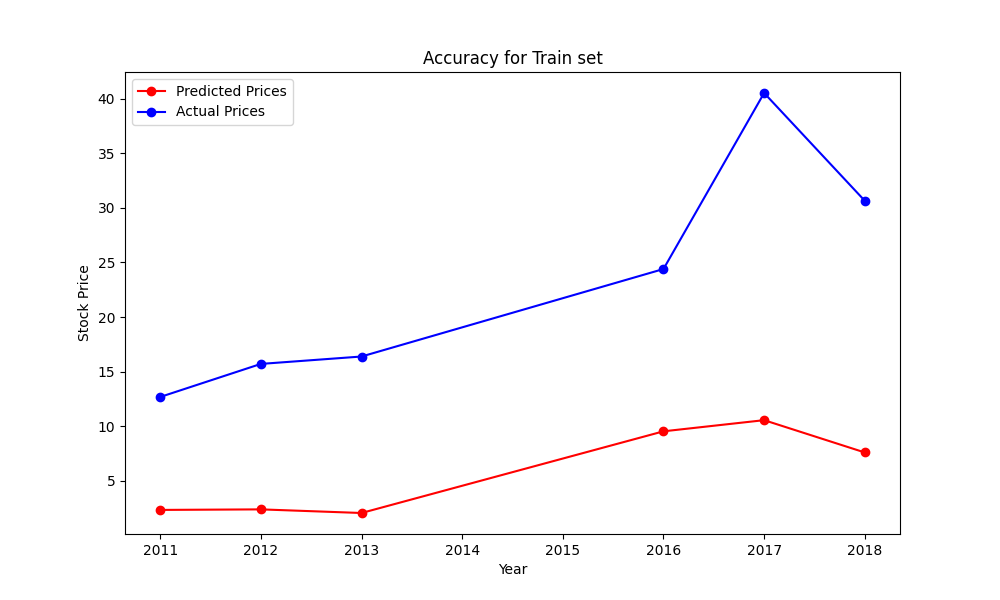 Accuracy for Train set
Predicted Prices
Actual Prices
40
35
30
25
20
15
10
5
Stock Price
2011 2012 2013 2014 2015 2016 2017 2018
Year